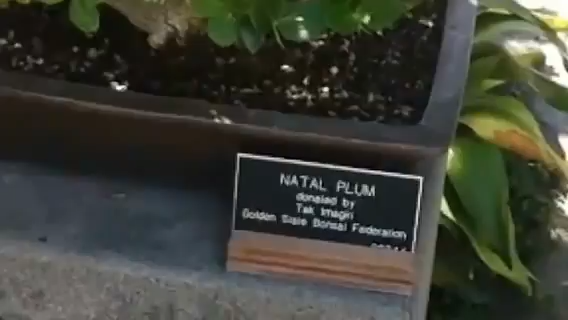 NATAL PLUM
donated by
Tak Imagiri
Golden State Bonsai Federation